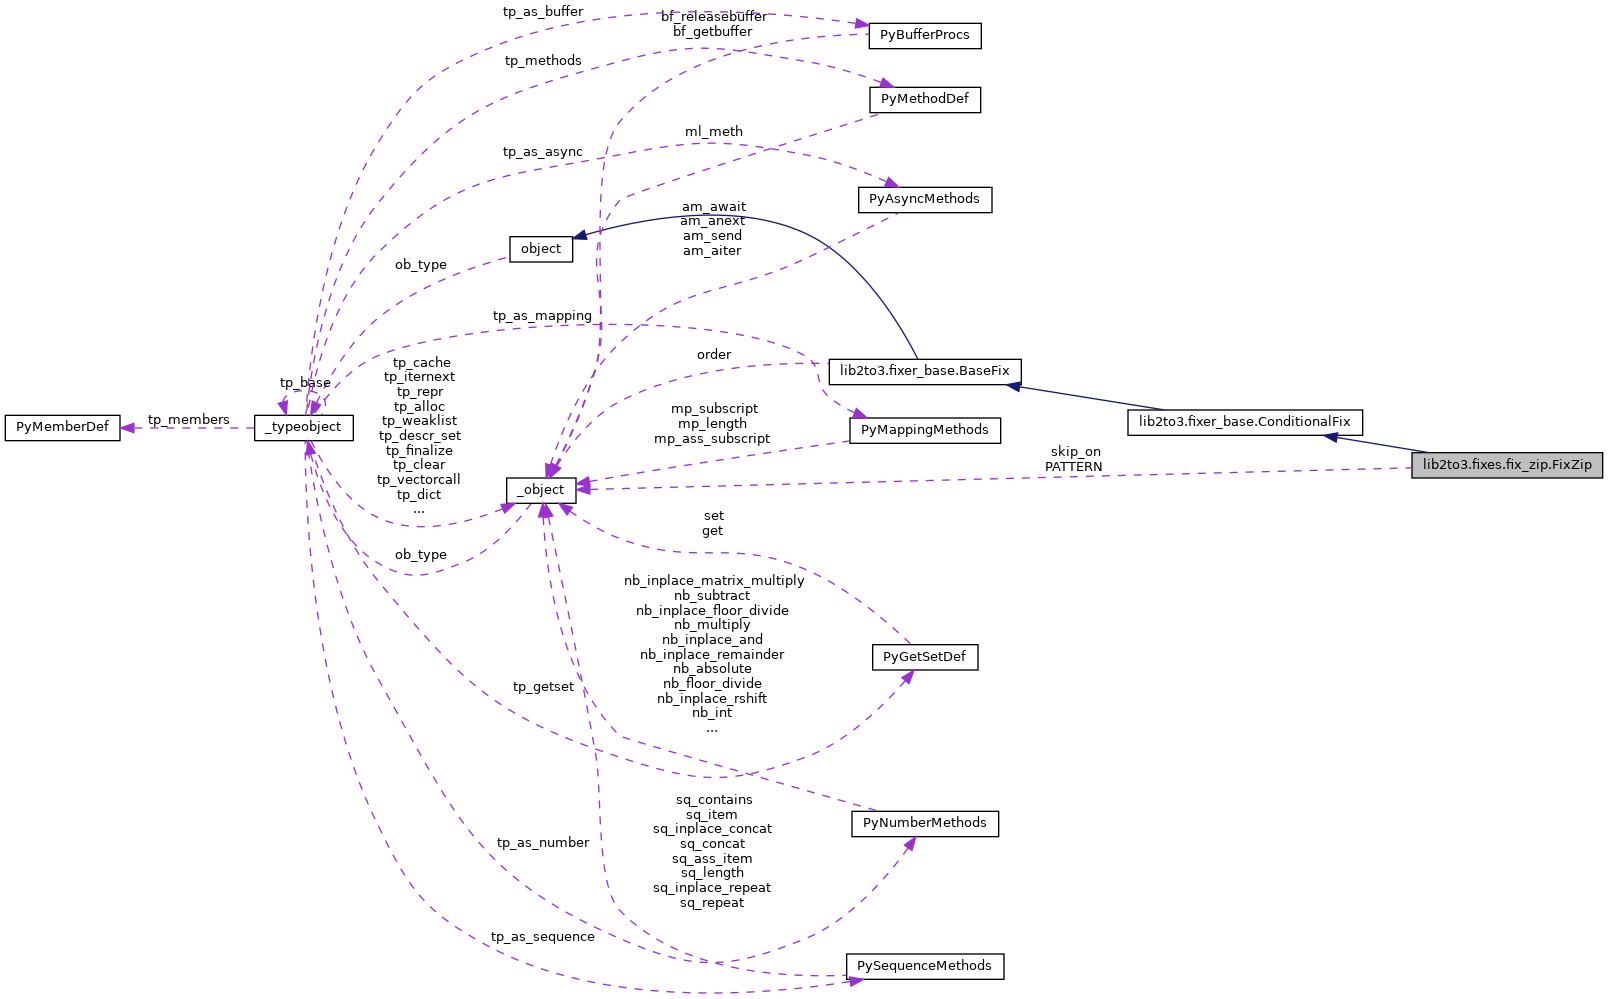 tp_as_buffer
bf_releasebuffer
bf_getbuffer
PyBufferProcs
tp_methods
PyMethodDef
ml_meth
tp_as_async
PyAsyncMethods
am_await
am_anext
am_send
am_aiter
object
ob_type
tp_as_mapping
order
lib2to3.fixer_base.BaseFix
tp_cache
tp_iternext
tp_repr
tp_alloc
tp_weaklist
tp_descr_set
tp_finalize
tp_clear
tp_vectorcall
tp_dict
...
tp_base
PyMemberDef
tp_members
_typeobject
mp_subscript
mp_length
mp_ass_subscript
PyMappingMethods
lib2to3.fixer_base.ConditionalFix
skip_on
PATTERN
lib2to3.fixes.fix_zip.FixZip
_object
set
get
ob_type
nb_inplace_matrix_multiply
nb_subtract
nb_inplace_floor_divide
nb_multiply
nb_inplace_and
nb_inplace_remainder
nb_absolute
nb_floor_divide
nb_inplace_rshift
nb_int
...
PyGetSetDef
tp_getset
sq_contains
sq_item
sq_inplace_concat
sq_concat
sq_ass_item
sq_length
sq_inplace_repeat
sq_repeat
PyNumberMethods
tp_as_number
tp_as_sequence
PySequenceMethods